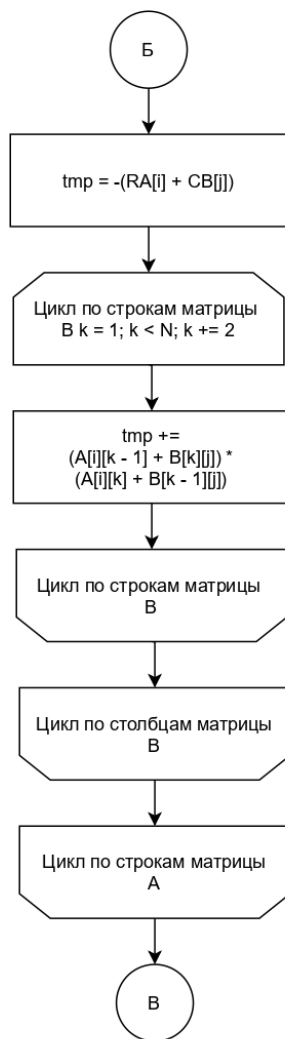 Б
tmp = -(RA[i] + CB[j])
Цикл по строкам матрицы
B k = 1; k < N; k += 2
tmp +=
(A[i][k - 1] + B[k][j]) *
(A[i][k] + B[k - 1][j])
Цикл по строкам матрицы
B
Цикл по столбцам матрицы
B
Цикл по строкам матрицы
A
В